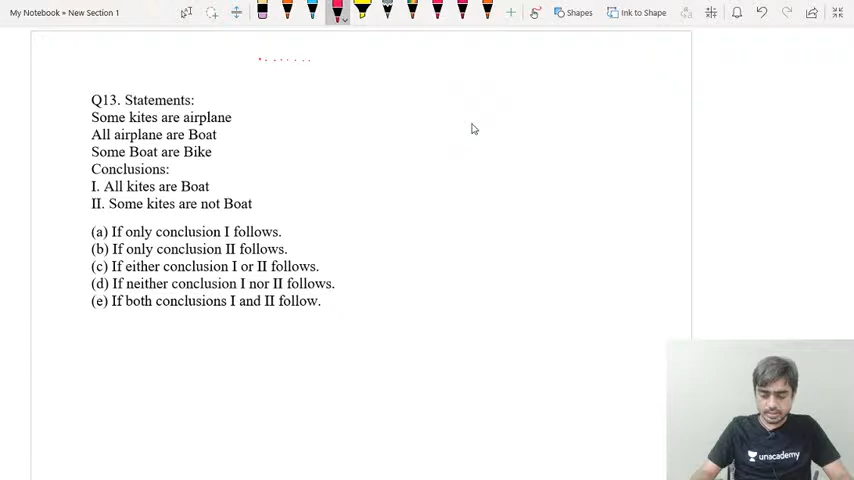 My Notebook » New Section 1
Shapes
Ink to Shape
Q13. Statements:
Some kites are airplane
All airplane are Boat
Some Boat are Bike
Conclusions:
I. All kites are Boat
II. Some kites are not Boat
(a) If only conclusion I follows.
(b) If only conclusion II follows.
(c) If either conclusion I or II follows.
(d) If neither conclusion I nor II follows.
(e) If both conclusions I and II follow.
unacademy